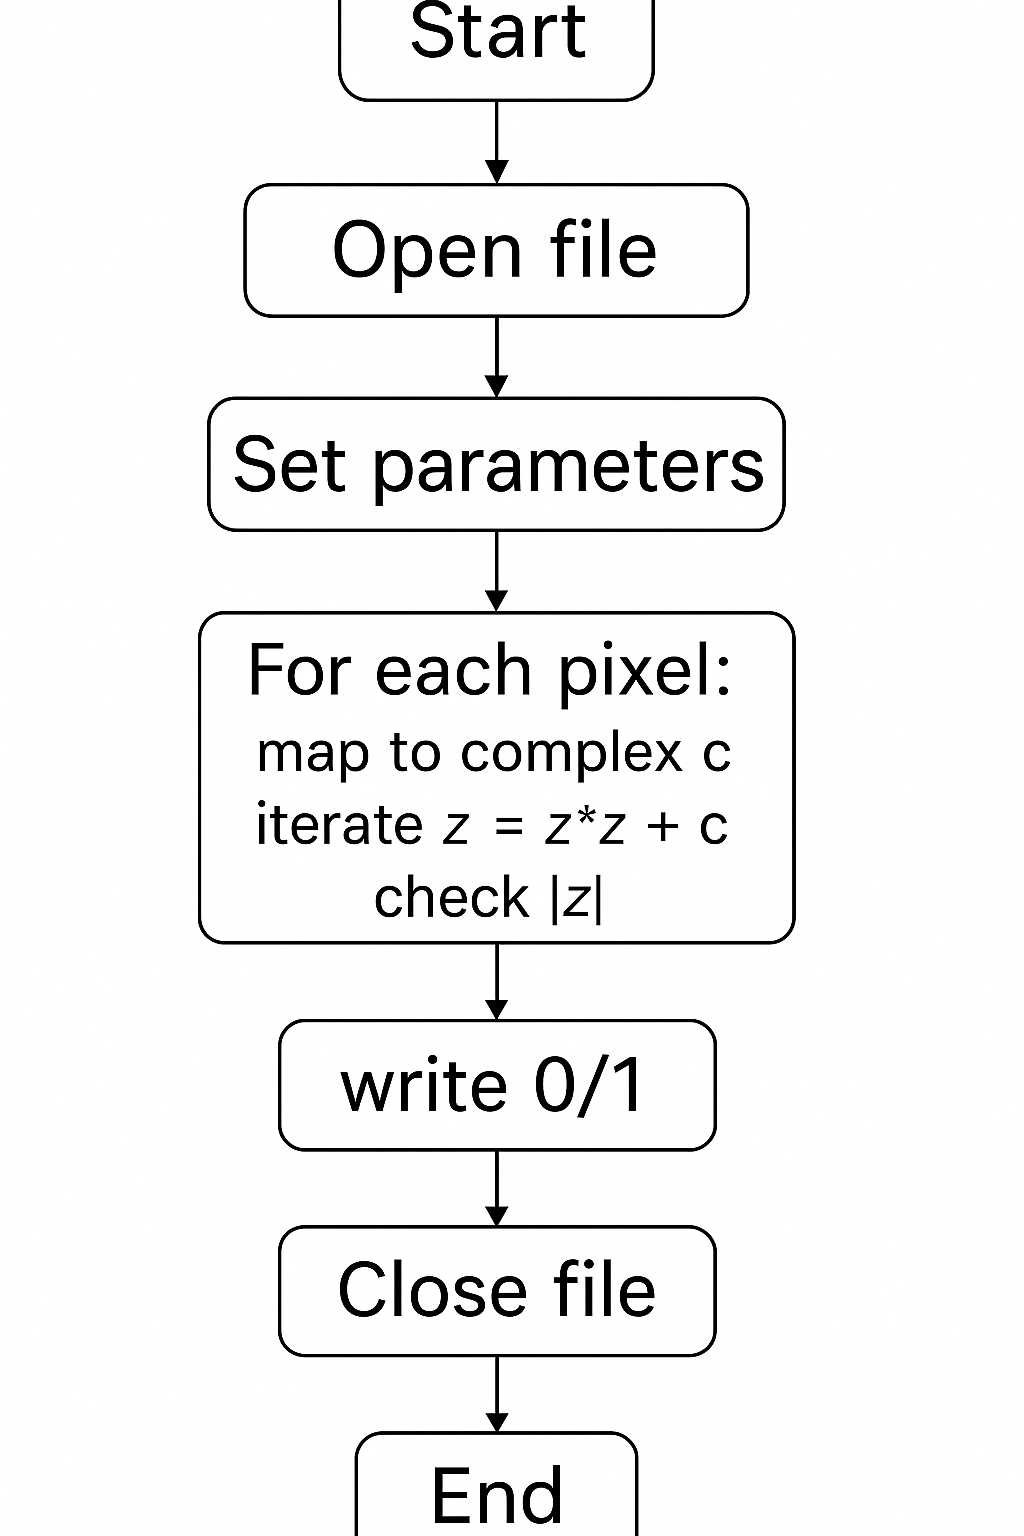 Start
Open file
Set parameters
For each pixel:
map to complex c
iterate z = z*z + c
check |z|
write 0/1
Close file
End